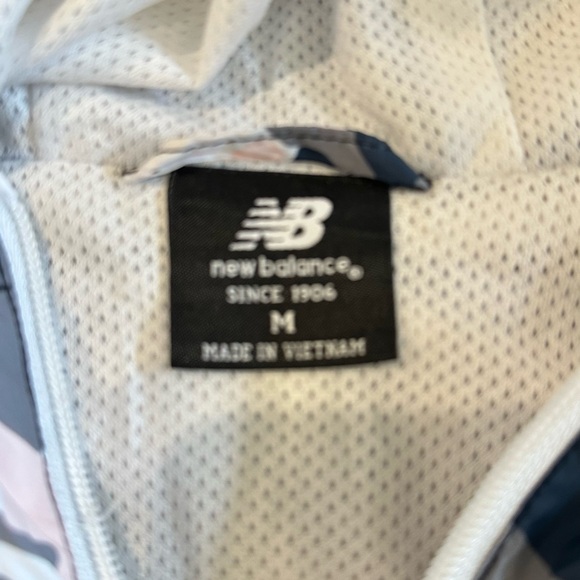 NB
new balance®
SINCE 1906
M
MADE IN VIETNAM